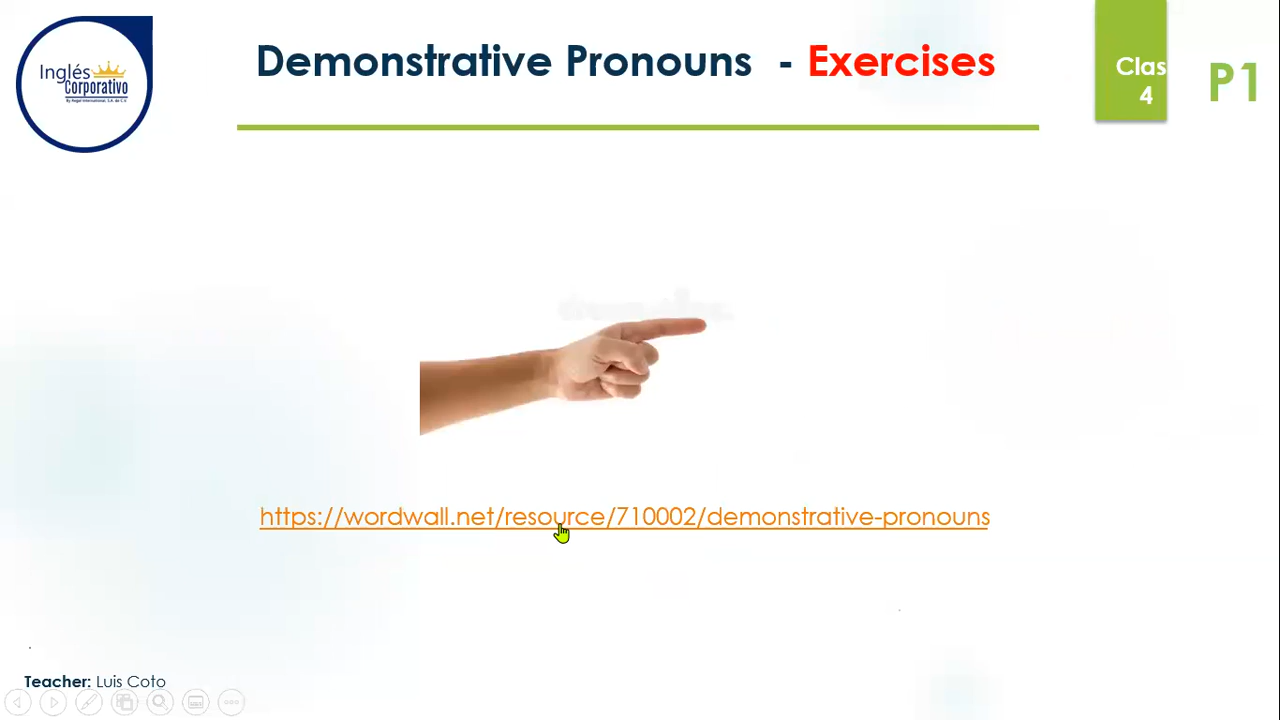 Inglés
Corporativo
Demonstrative Pronouns - Exercises
Clas
4
P1
https://wordwall.net/resource/710002/demonstrative-pronouns
Teacher: Luis Coto